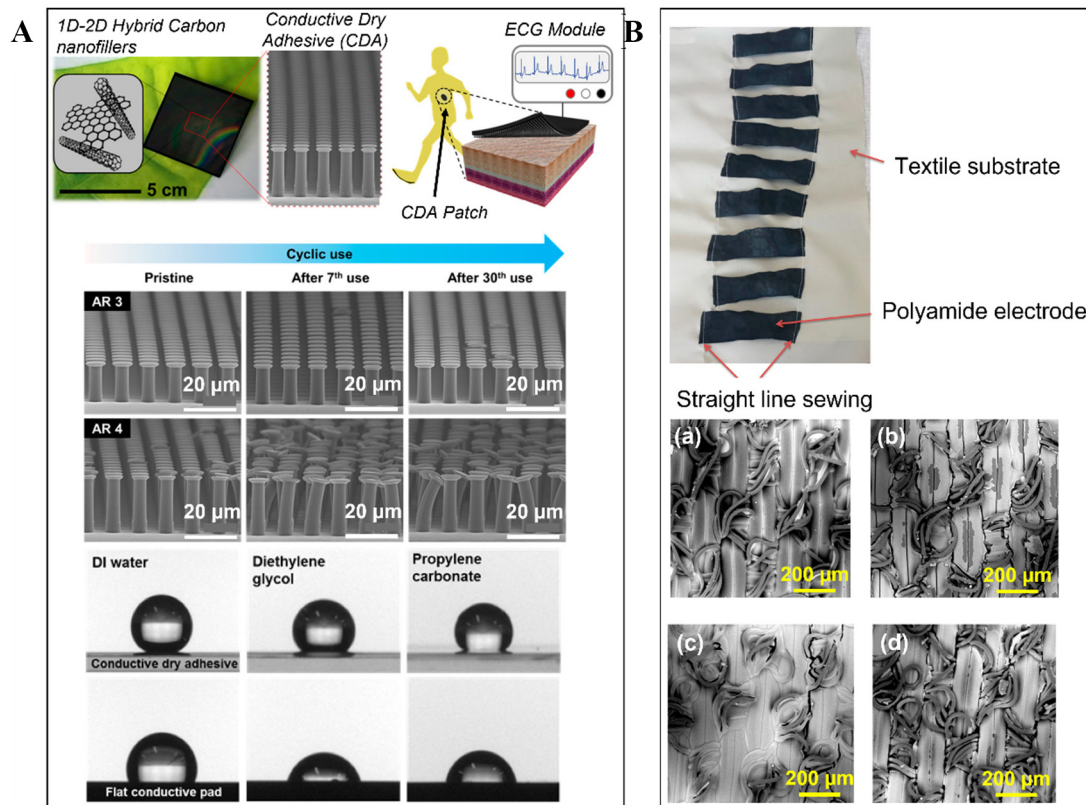 A
1D-2D Hybrid Carbon
nanofillers
Conductive Dry
Adhesive (CDA)
ECG Module
5 cm
CDA Patch
Cyclic use
Pristine
After 7th use
After 30th use
AR 3
20 µm
20 µm
20 µm
AR 4
20 µm
20 µm
20 µm
DI water
Diethylene
glycol
Propylene
carbonate
Conductive dry adhesive
Flat conductive pad
B
Textile substrate
Polyamide electrode
Straight line sewing
(a)
(b)
200 µm
200 µm
(c)
(d)
200 µm
200 µm